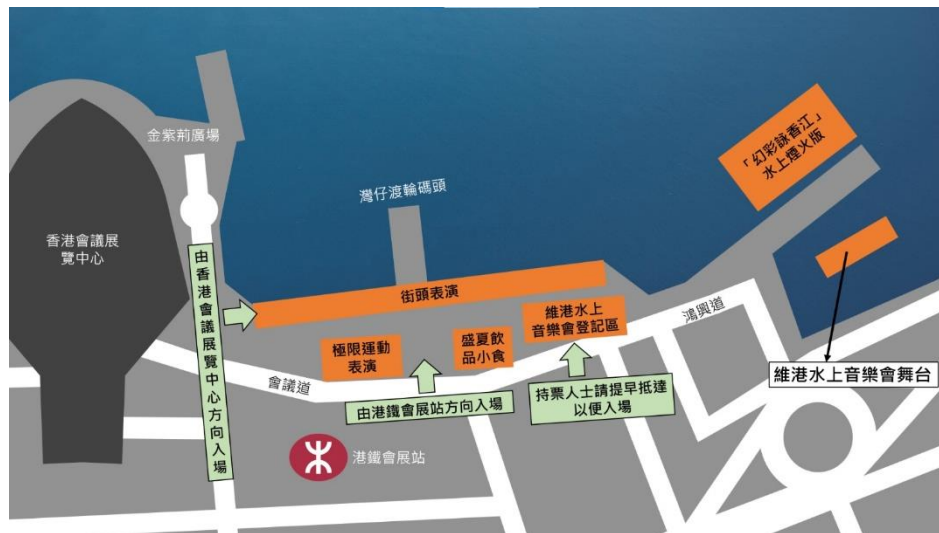 金紫荊廣場
灣仔渡輪碼頭
「幻彩詠香江」
水上煙火版
香港會議展
覽中心
由香港會議展覽中心方向入場
街頭表演
維港水上
音樂會登記區
鴻興道
極限運動
表演
盛夏飲
品小食
會議道
維港水上音樂會舞台
由港鐵會展站方向入場
持票人士請提早抵達
以便入場
港鐵會展站